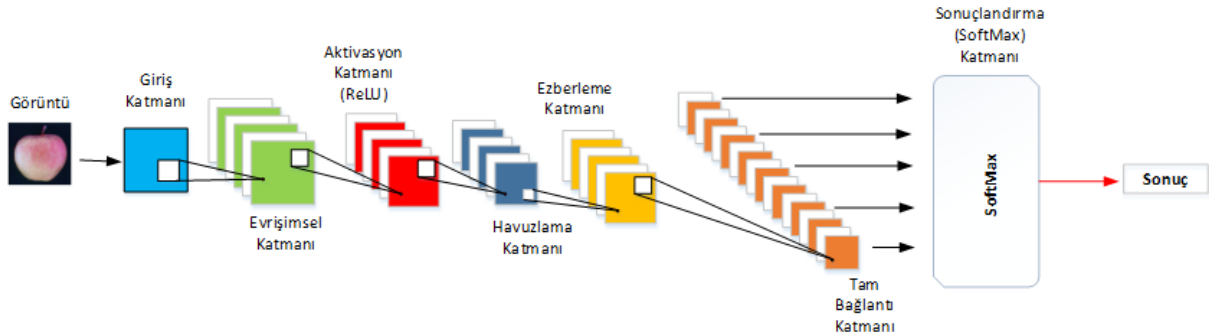 Görüntü
Giriş
Katmanı
Evrişimsel
Katmanı
Aktivasyon
Katmanı
(ReLU)
Havuzlama
Katmanı
Ezberleme
Katmanı
Tam
Bağlantı
Katmanı
Sonuçlandırma
(SoftMax)
Katmanı
SoftMax
Sonuç